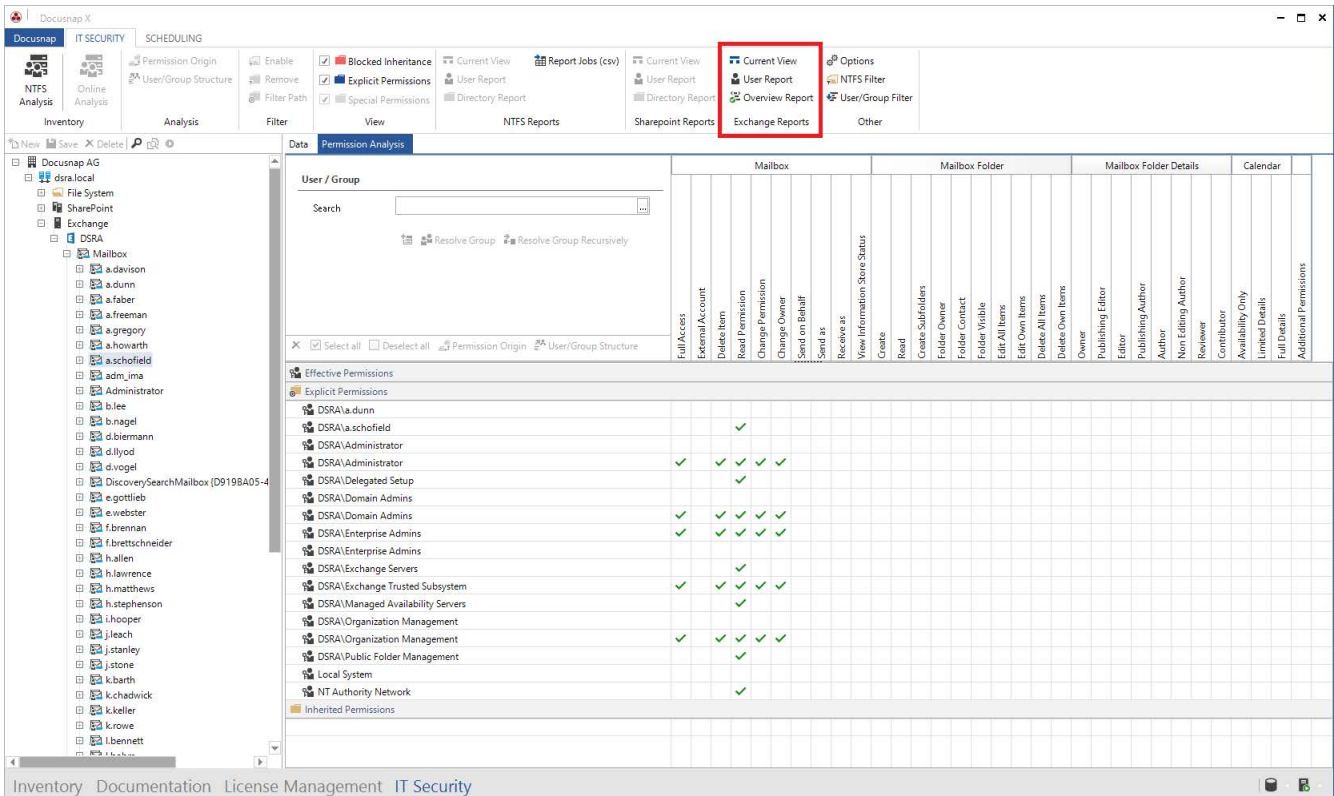 Docusnap X
Docusnap IT SECURITY SCHEDULING
NTFS Analysis
Online Analysis
Inventory
Permission Origin
User/Group Structure
Analysis
Enable
Remove
Filter Path
Filter
Blocked Inheritance
Explicit Permissions
Special Permissions
View
Current View
User Report
Directory Report
Report Jobs (csv)
NTFS Reports
Current View
User Report
Directory Report
Sharepoint Reports
Current View
User Report
Overview Report
Exchange Reports
Options
NTFS Filter
User/Group Filter
Other
New Save Delete
Docusnap AG
dsra.local
File System
SharePoint
Exchange
DSRA
Mailbox
a.davison
a.dunn
a.faber
a.freeman
a.gregory
a.howarth
a.schofield
adm_ima
Administrator
b.lee
b.nagel
d.biermann
d.llyod
d.vogel
DiscoverySearchMailbox {D919BA05-4
e.gottlieb
e.webster
f.brennan
f.brettschneider
h.allen
h.lawrence
h.matthews
h.stephenson
i.hooper
j.leach
j.stanley
j.stone
k.barth
k.chadwick
k.keller
k.rowe
l.bennett
Data Permission Analysis
User / Group
Search
...
Resolve Group Resolve Group Recursively
Select all Deselect all Permission Origin User/Group Structure
Mailbox
Mailbox Folder
Mailbox Folder Details
Calendar
Full Access
External Account
Delete Item
Read Permission
Change Permission
Change Owner
Send on Behalf
Send as
Receive as
View Information Store Status
Create
Read
Create Subfolders
Folder Owner
Folder Contact
Folder Visible
Edit All Items
Edit Own Items
Delete All Items
Delete Own Items
Owner
Publishing Editor
Editor
Publishing Author
Author
Non Editing Author
Reviewer
Contributor
Availability Only
Limited Details
Full Details
Additional Permissions
Effective Permissions
Explicit Permissions
DSRA\a.dunn
DSRA\a.schofield
DSRA\Administrator
DSRA\Administrator
DSRA\Delegated Setup
DSRA\Domain Admins
DSRA\Domain Admins
DSRA\Enterprise Admins
DSRA\Enterprise Admins
DSRA\Exchange Servers
DSRA\Exchange Trusted Subsystem
DSRA\Managed Availability Servers
DSRA\Organization Management
DSRA\Organization Management
DSRA\Public Folder Management
Local System
NT Authority Network
Inherited Permissions
Inventory Documentation License Management IT Security